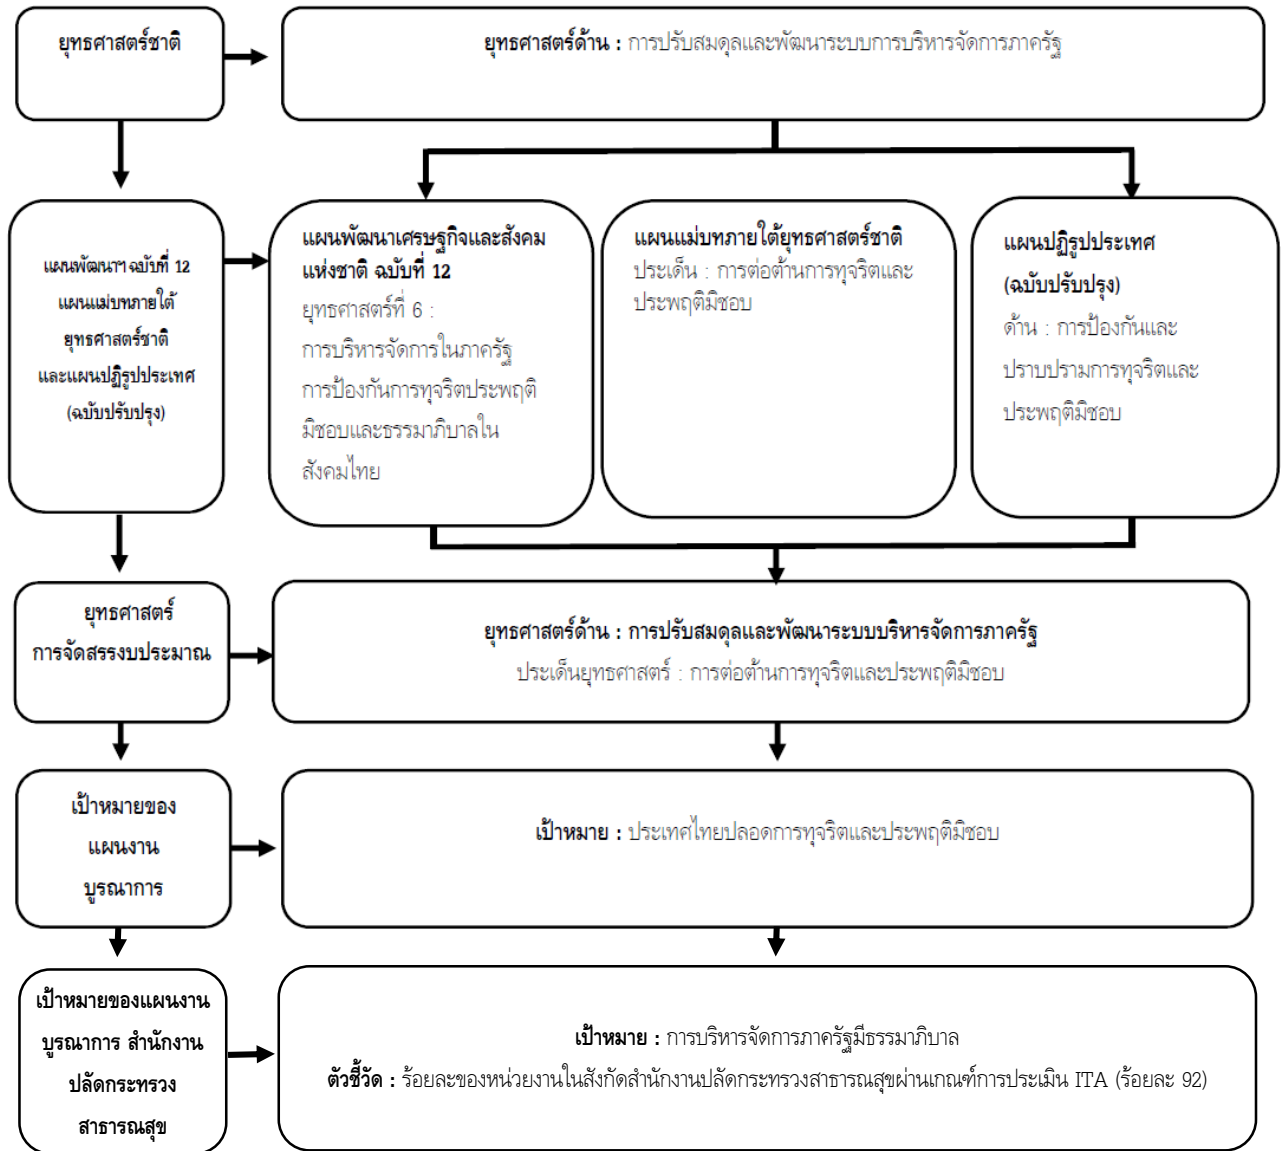 ยุทธศาสตร์ชาติ
ยุทธศาสตร์ด้าน : การปรับสมดุลและพัฒนาระบบการบริหารจัดการภาครัฐ
แผนพัฒนาฯ ฉบับที่ 12
แผนแม่บทภายใต้
ยุทธศาสตร์ชาติ
และแผนปฏิรูปประเทศ
(ฉบับปรับปรุง)
แผนพัฒนาเศรษฐกิจและสังคม
แห่งชาติ ฉบับที่ 12
ยุทธศาสตร์ที่ 6 :
การบริหารจัดการในภาครัฐ
การป้องกันการทุจริตประพฤติ
มิชอบและธรรมาภิบาลใน
สังคมไทย
แผนแม่บทภายใต้ยุทธศาสตร์ชาติ
ประเด็น : การต่อต้านการทุจริตและ
ประพฤติมิชอบ
แผนปฏิรูปประเทศ
(ฉบับปรับปรุง)
ด้าน : การป้องกันและ
ปราบปรามการทุจริตและ
ประพฤติมิชอบ
ยุทธศาสตร์
การจัดสรรงบประมาณ
ยุทธศาสตร์ด้าน : การปรับสมดุลและพัฒนาระบบบริหารจัดการภาครัฐ
ประเด็นยุทธศาสตร์ : การต่อต้านการทุจริตและประพฤติมิชอบ
เป้าหมายของ
แผนงาน
บูรณาการ
เป้าหมาย : ประเทศไทยปลอดการทุจริตและประพฤติมิชอบ
เป้าหมายของแผนงาน
บูรณาการ สำนักงาน
ปลัดกระทรวง
สาธารณสุข
เป้าหมาย : การบริหารจัดการภาครัฐมีธรรมาภิบาล
ตัวชี้วัด : ร้อยละของหน่วยงานในสังกัดสำนักงานปลัดกระทรวงสาธารณสุขผ่านเกณฑ์การประเมิน ITA (ร้อยละ 92)